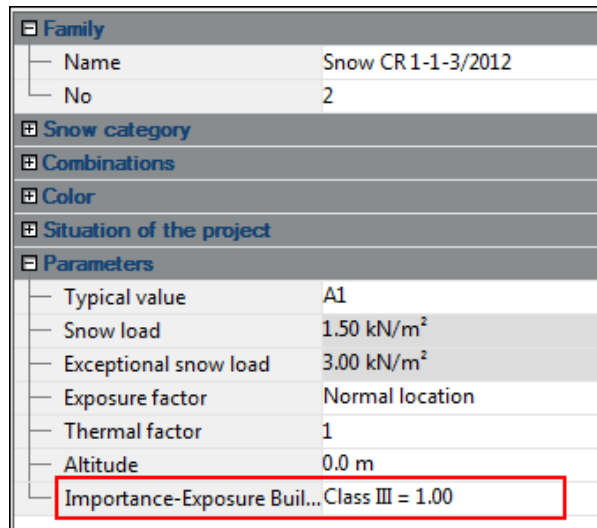 Family
Name Snow CR 1-1-3/2012
No 2
Snow category
Combinations
Color
Situation of the project
Parameters
Typical value A1
Snow load 1.50 kN/m²
Exceptional snow load 3.00 kN/m²
Exposure factor Normal location
Thermal factor 1
Altitude 0.0 m
Importance-Exposure Buil... Class III = 1.00